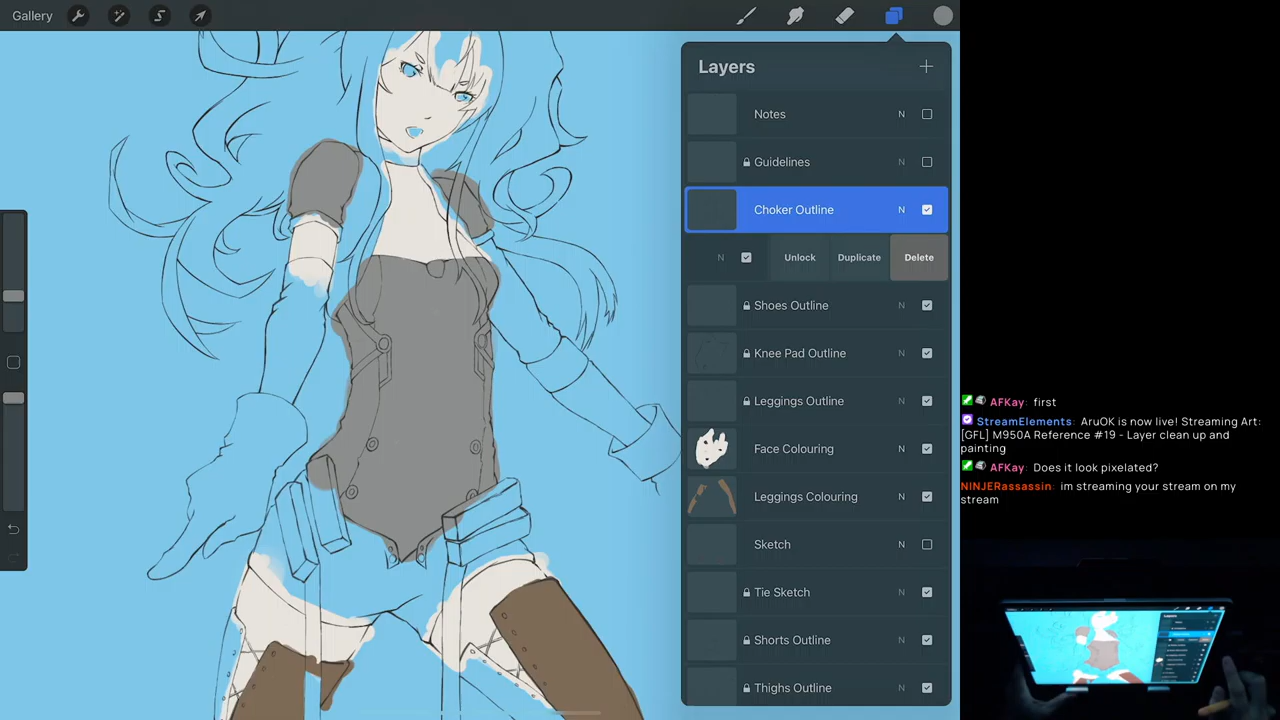 Gallery
Layers
Notes N
Guidelines N
Choker Outline N
N Unlock Duplicate Delete
Shoes Outline N
Knee Pad Outline N
Leggings Outline N
Face Colouring N
Leggings Colouring N
Sketch N
Tie Sketch N
Shorts Outline N
Thighs Outline N
AFKay: first
StreamElements: AruOK is now live! Streaming Art:
[GFL] M950A Reference #19 - Layer clean up and
painting
AFKay: Does it look pixelated?
NINJERassassin: im streaming your stream on my
stream